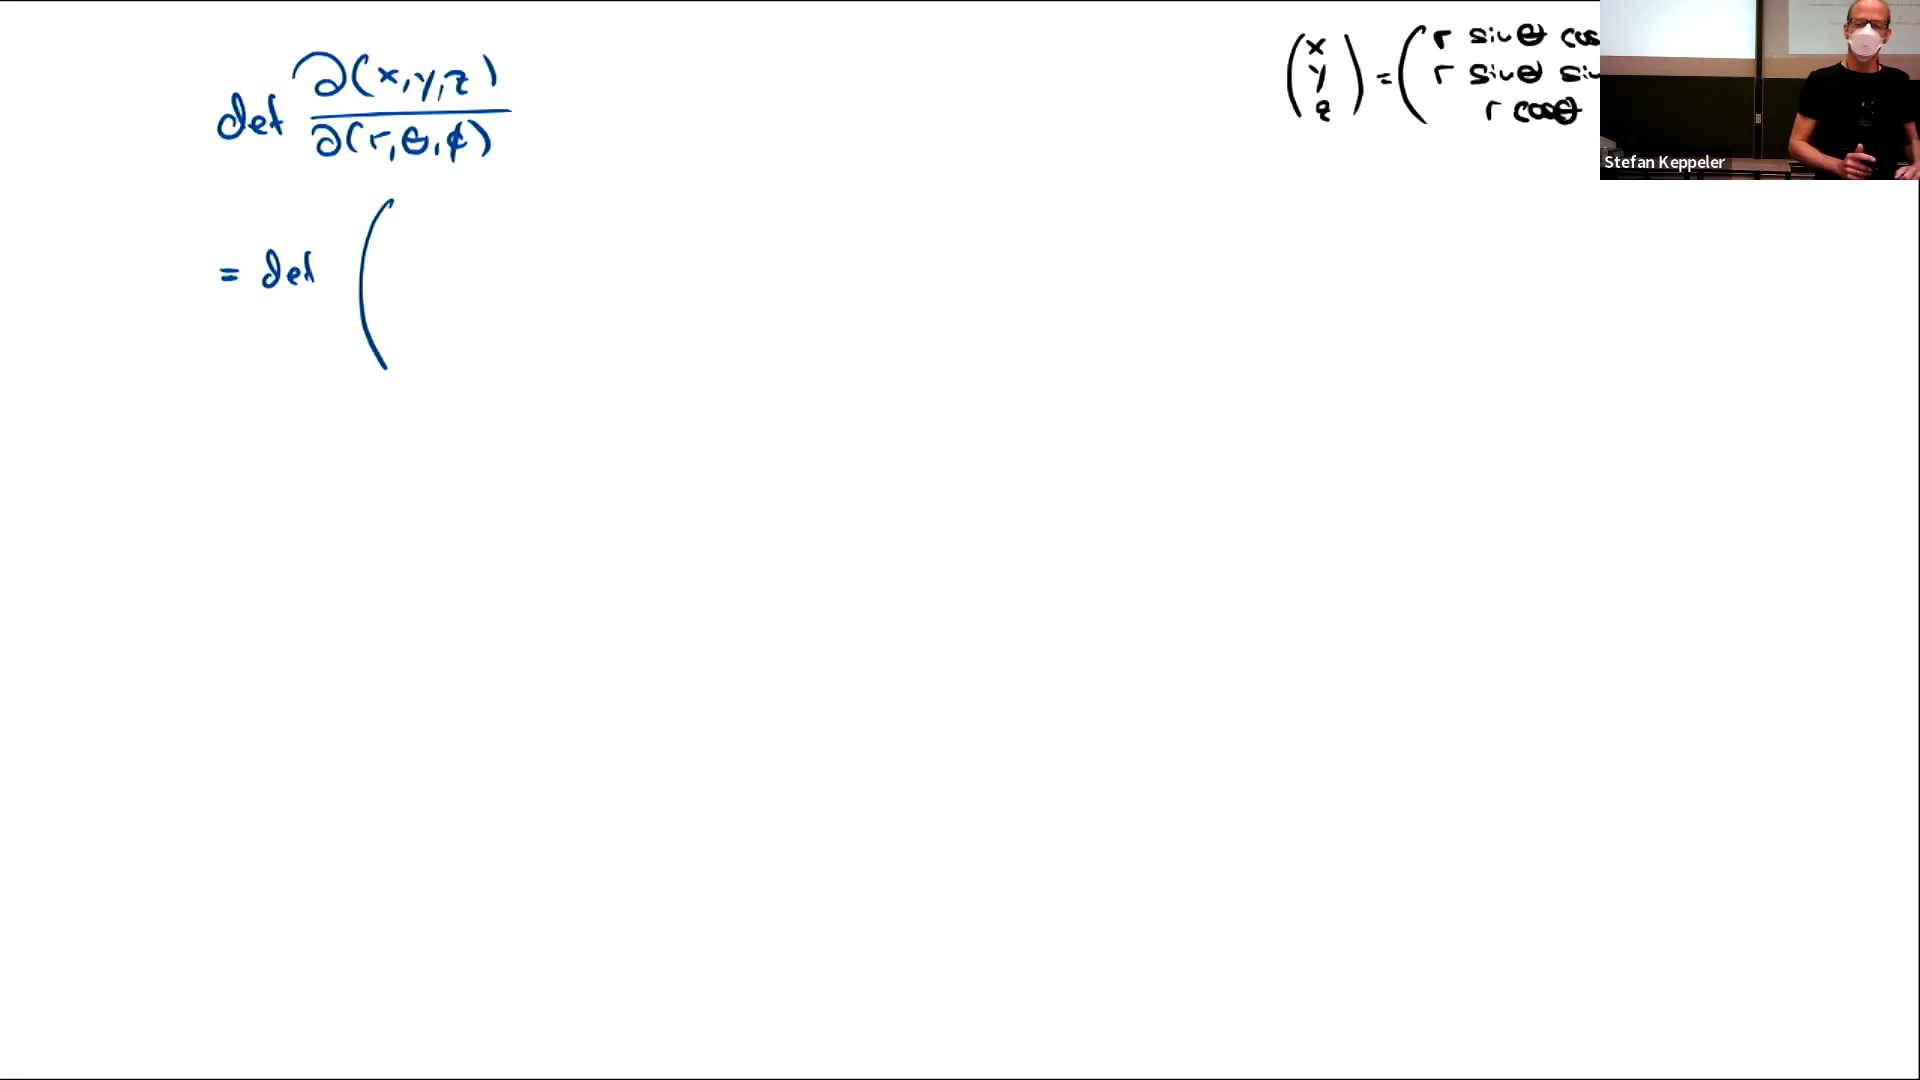 det ∂(x,y,z)
∂(r,θ,ϕ)
= det (
(x y z) = (r sinθ cos
r sinθ sin
r cosθ
Stefan Keppeler